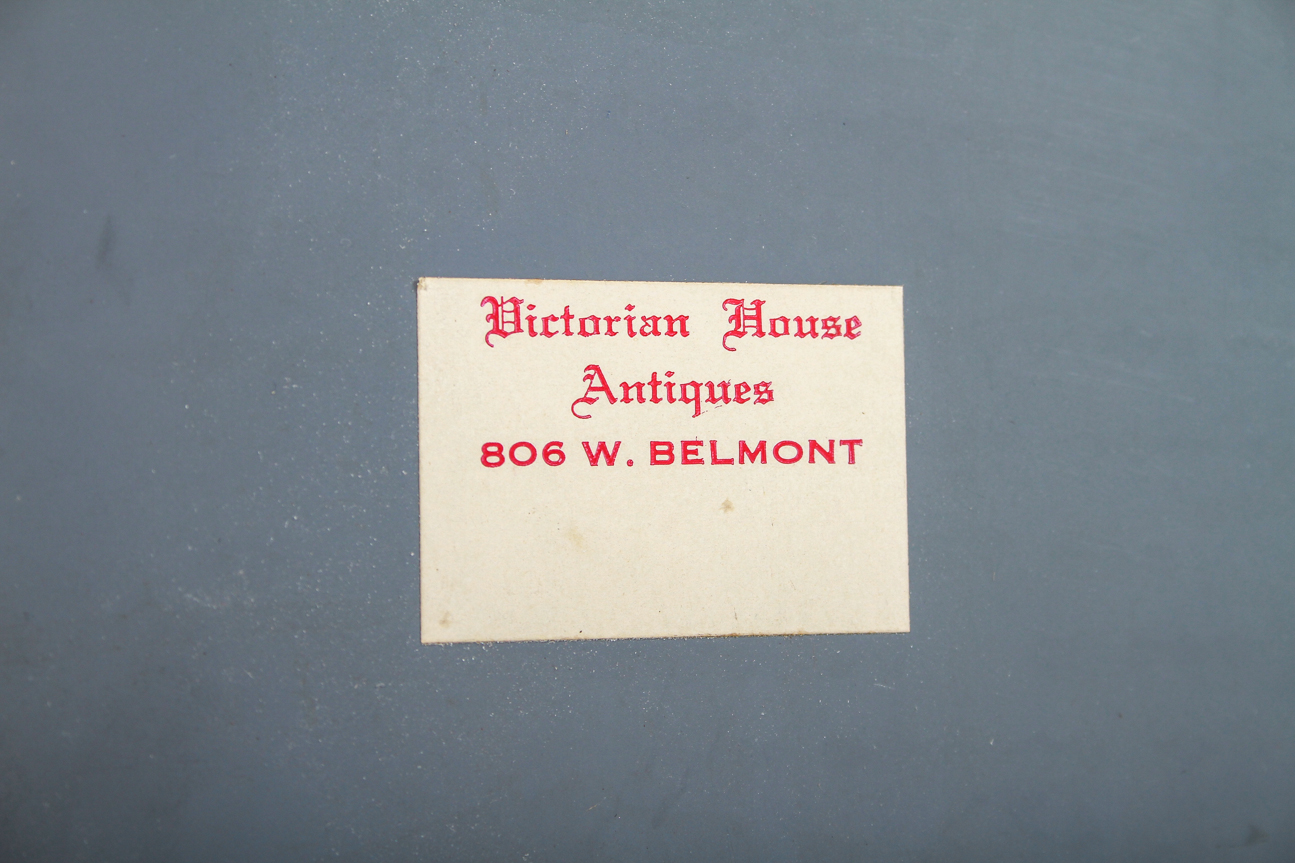 Victorian House
Antiques
806 W. BELMONT